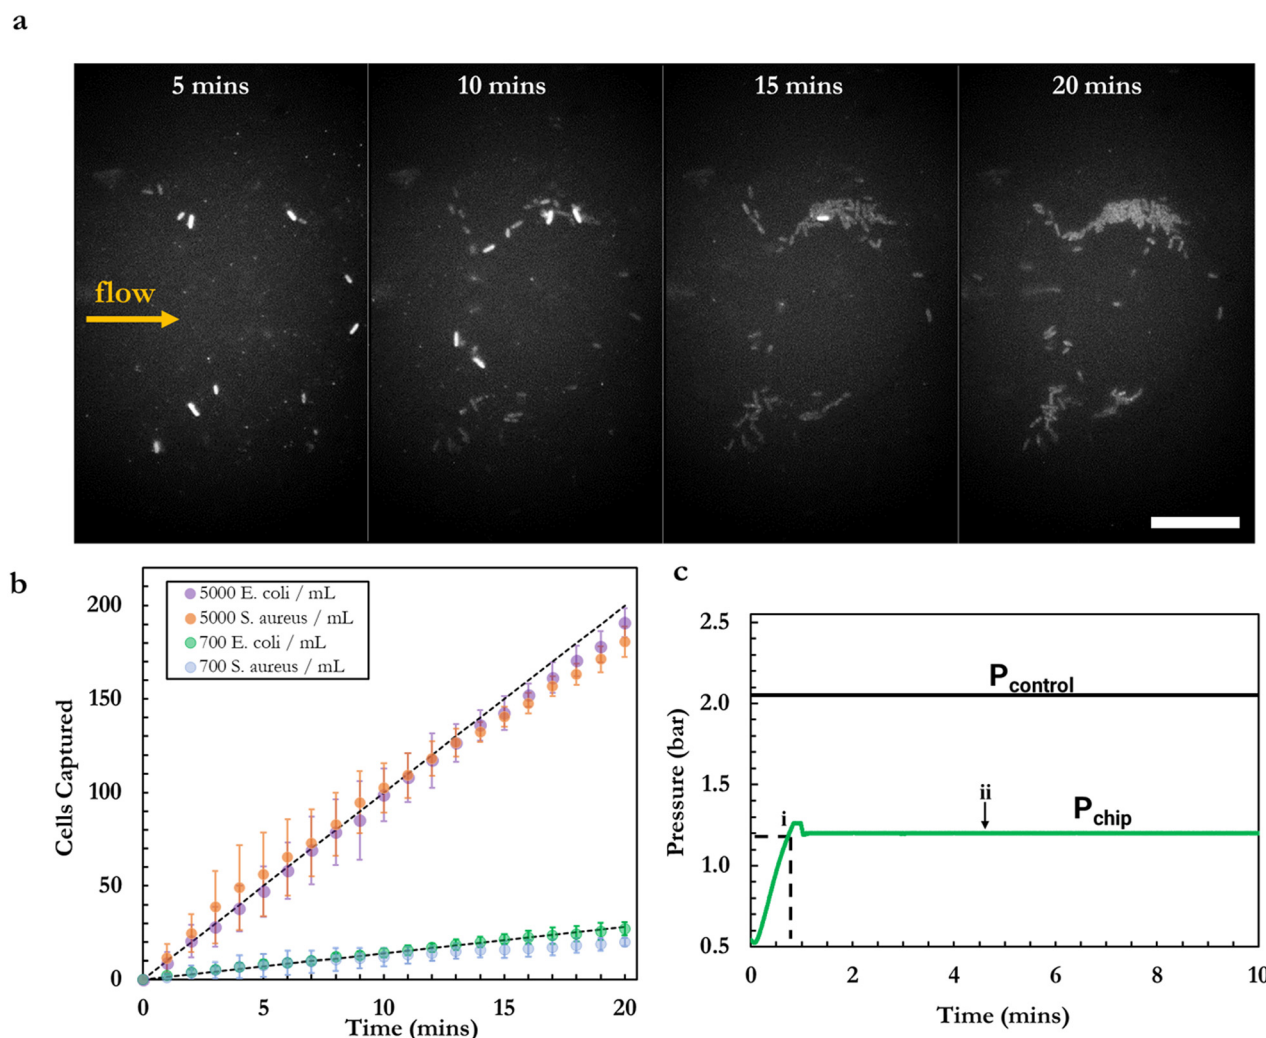 a
5 mins
10 mins
15 mins
20 mins
flow
b
5000 E. coli / mL
5000 S. aureus / mL
700 E. coli / mL
700 S. aureus / mL
200
150
100
50
0
Cells Captured
0
5
10
15
20
Time (mins)
c
2.5
2.0
1.5
1.0
0.5
Pressure (bar)
Pcontrol
i
ii
Pchip
0
2
4
6
8
10
Time (mins)